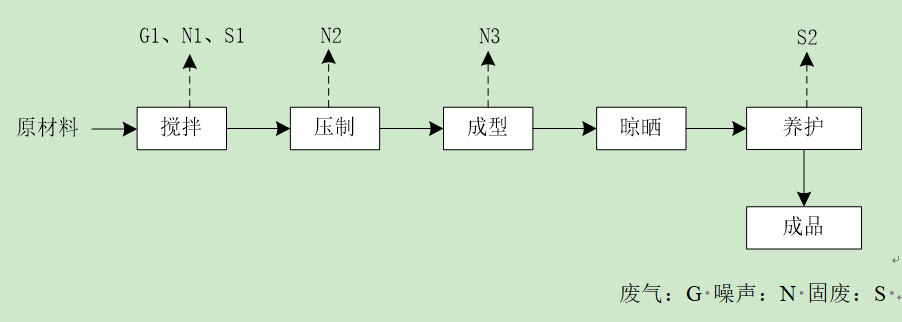 G1、N1、S1 N2 N3 S2
原材料 搅拌 压制 成型 晾晒 养护
成品
废气：G 噪声：N 固废：S